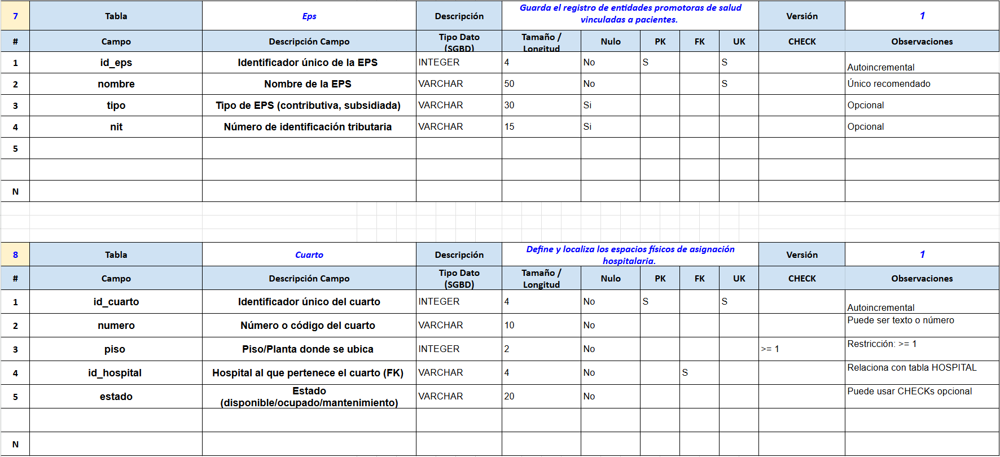 7 Tabla Eps Descripción Guarda el registro de entidades promotoras de salud vinculadas a pacientes. Versión 1
# Campo Descripción Campo Tipo Dato (SGBD) Tamaño / Longitud Nulo PK FK UK CHECK Observaciones
1 id_eps Identificador único de la EPS INTEGER 4 No S S Autoincremental
2 nombre Nombre de la EPS VARCHAR 50 No S Único recomendado
3 tipo Tipo de EPS (contributiva, subsidiada) VARCHAR 30 Si Opcional
4 nit Número de identificación tributaria VARCHAR 15 Si Opcional
5
N
8 Tabla Cuarto Descripción Define y localiza los espacios físicos de asignación hospitalaria. Versión 1
# Campo Descripción Campo Tipo Dato (SGBD) Tamaño / Longitud Nulo PK FK UK CHECK Observaciones
1 id_cuarto Identificador único del cuarto INTEGER 4 No S S Autoincremental
2 numero Número o código del cuarto VARCHAR 10 No Puede ser texto o número
3 piso Piso/Planta donde se ubica INTEGER 2 No >= 1 Restricción: >= 1
4 id_hospital Hospital al que pertenece el cuarto (FK) VARCHAR 4 No S Relaciona con tabla HOSPITAL
5 estado Estado (disponible/ocupado/mantenimiento) VARCHAR 20 No Puede usar CHECKs opcional
N